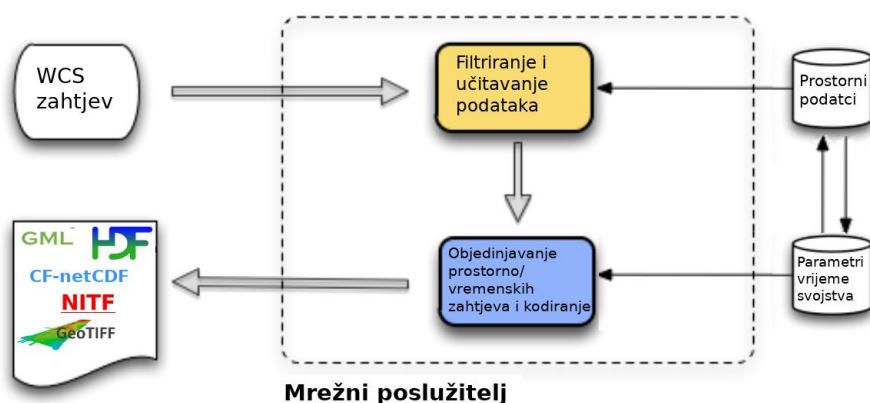 WCS
zahtjev
Filtriranje i
učitavanje
podataka
Prostorni
podatci
GML
HDF
CF-netCDF
NITF
GeoTIFF
Objedinjavanje
prostorno/
vremenskih
zahtjeva i kodiranje
Parametri
vrijeme
svojstva
Mrežni poslužitelj